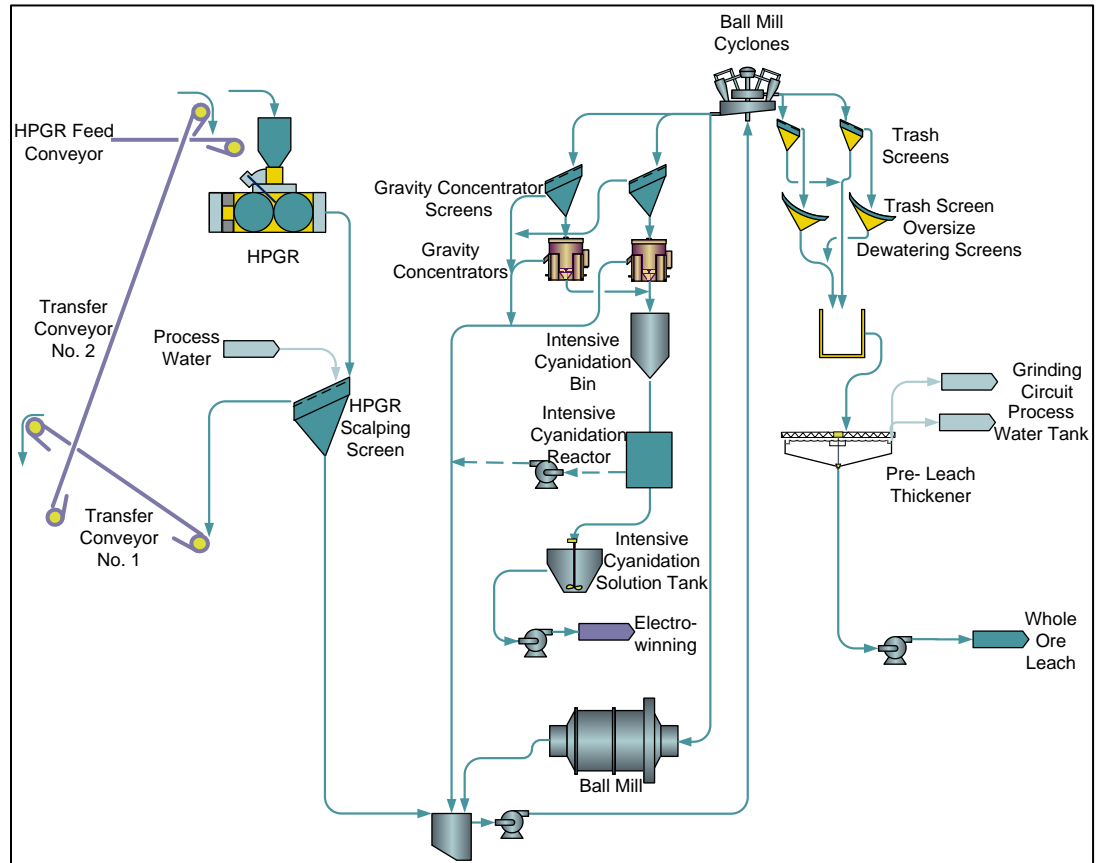 Ball Mill
Cyclones
HPGR Feed
Conveyor
Trash
Screens
Gravity Concentrator
Screens
Trash Screen
Oversize
Dewatering Screens
HPGR
Gravity
Concentrators
Transfer
Conveyor
No. 2
Process
Water
Intensive
Cyanidation
Bin
Grinding
Circuit
Process
Water Tank
HPGR
Scalping
Screen
Intensive
Cyanidation
Reactor
Pre- Leach
Thickener
Transfer
Conveyor
No. 1
Intensive
Cyanidation
Solution Tank
Electro-
winning
Whole
Ore
Leach
Ball Mill